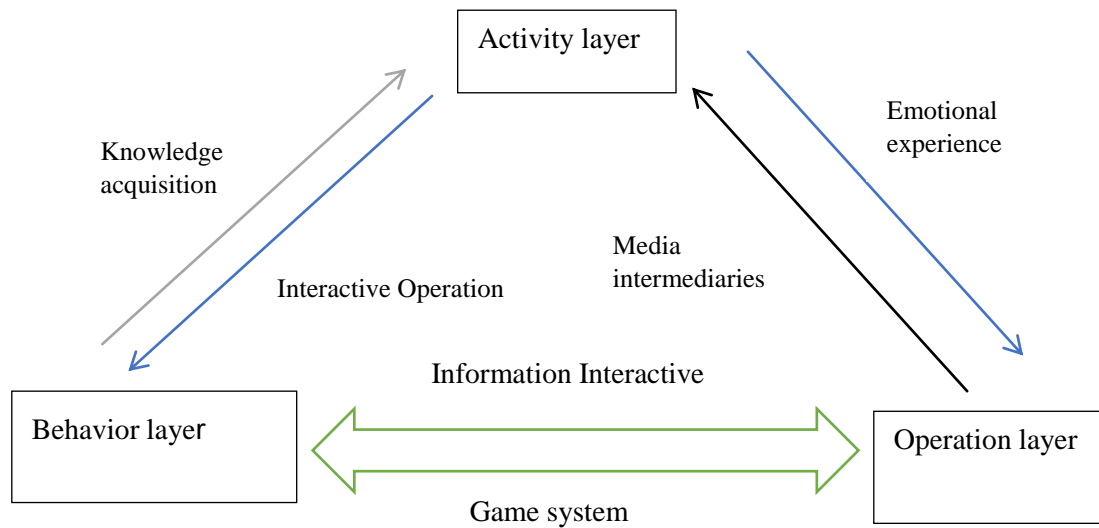 Activity layer
Emotional
experience
Knowledge
acquisition
Media
intermediaries
Interactive Operation
Information Interactive
Behavior layer
Operation layer
Game system